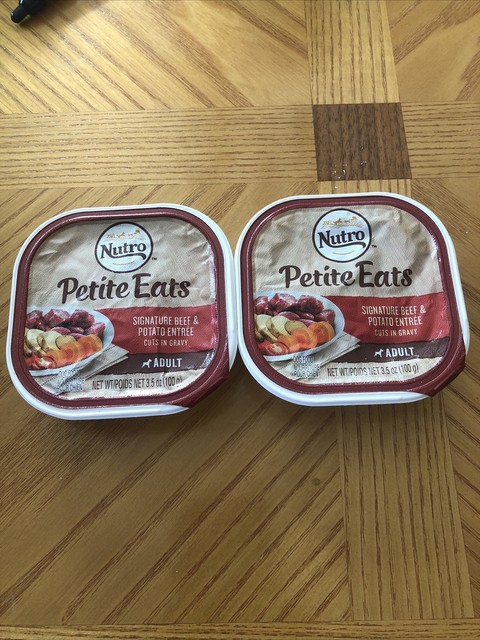 Nutro
Petite Eats
SIGNATURE BEEF &
POTATO ENTRÉE
CUTS IN GRAVY
ADULT
NET WT/POIDS NET 3.5 oz (100 g)
Nutro
Petite Eats
SIGNATURE BEEF &
POTATO ENTRÉE
CUTS IN GRAVY
ADULT
NET WT/POIDS NET 3.5 oz (100 g)